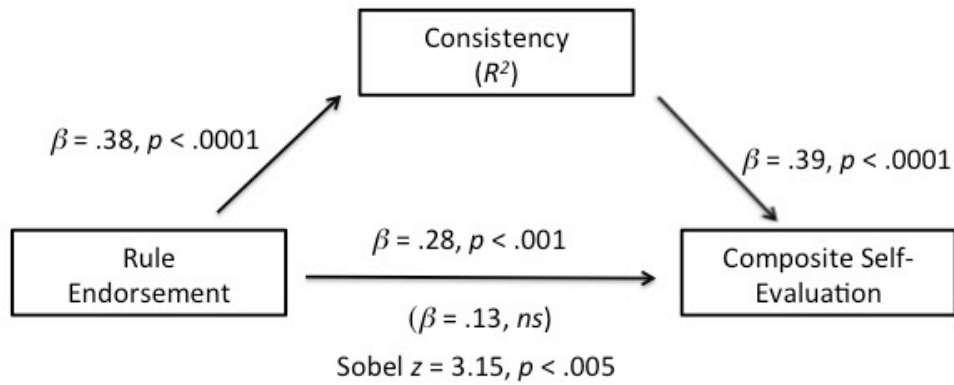 Consistency
(R²)
β = .38, p < .0001
β = .39, p < .0001
Rule
Endorsement
β = .28, p < .001
(β = .13, ns)
Sobel z = 3.15, p < .005
Composite Self-
Evaluation